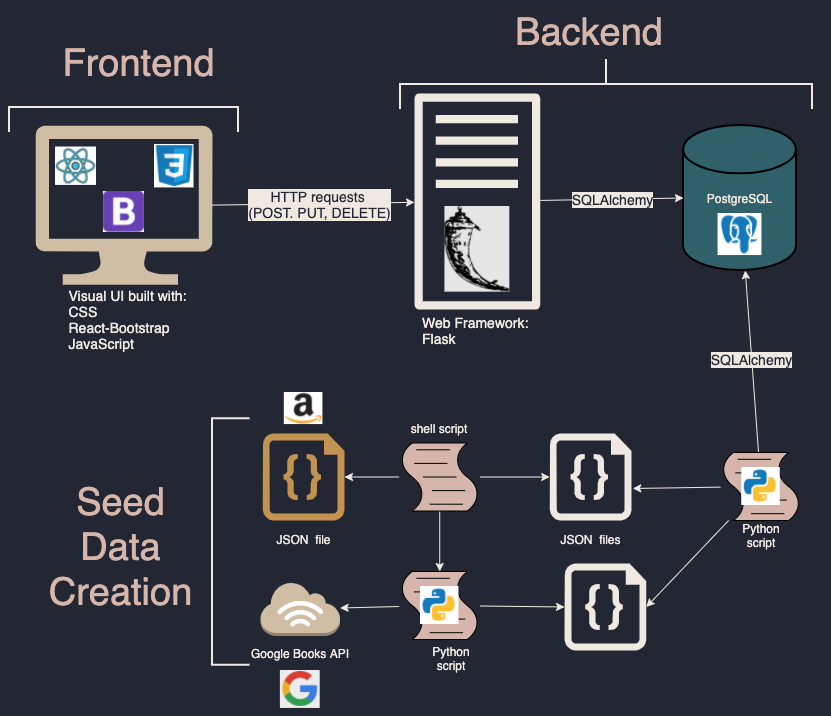 Frontend
Backend
HTTP requests
(POST. PUT, DELETE)
SQLAlchemy
PostgreSQL
B
3
Visual UI built with:
CSS
React-Bootstrap
JavaScript
Web Framework:
Flask
SQLAlchemy
Seed
Data
Creation
a
{ }
JSON file
shell script
{ }
JSON files
Python
script
Google Books API
G
Python
script
{ }